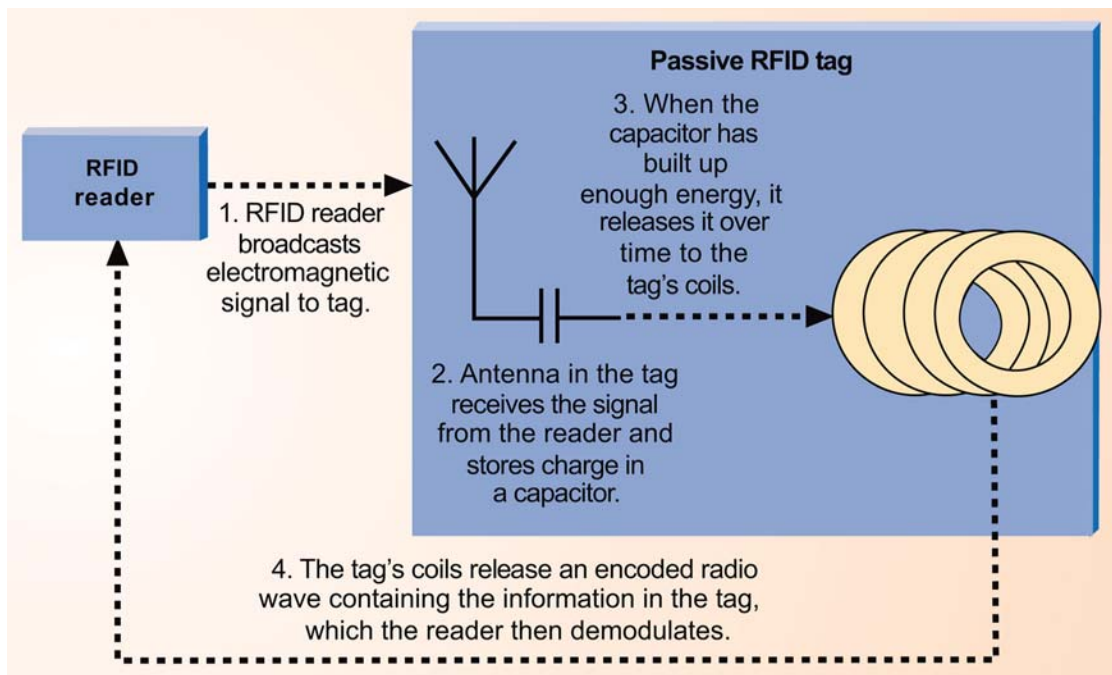 Passive RFID tag
RFID
reader
1. RFID reader
broadcasts
electromagnetic
signal to tag.
2. Antenna in the tag
receives the signal
from the reader and
stores charge in
a capacitor.
3. When the
capacitor has
built up
enough energy, it
releases it over
time to the
tag's coils.
4. The tag's coils release an encoded radio
wave containing the information in the tag,
which the reader then demodulates.